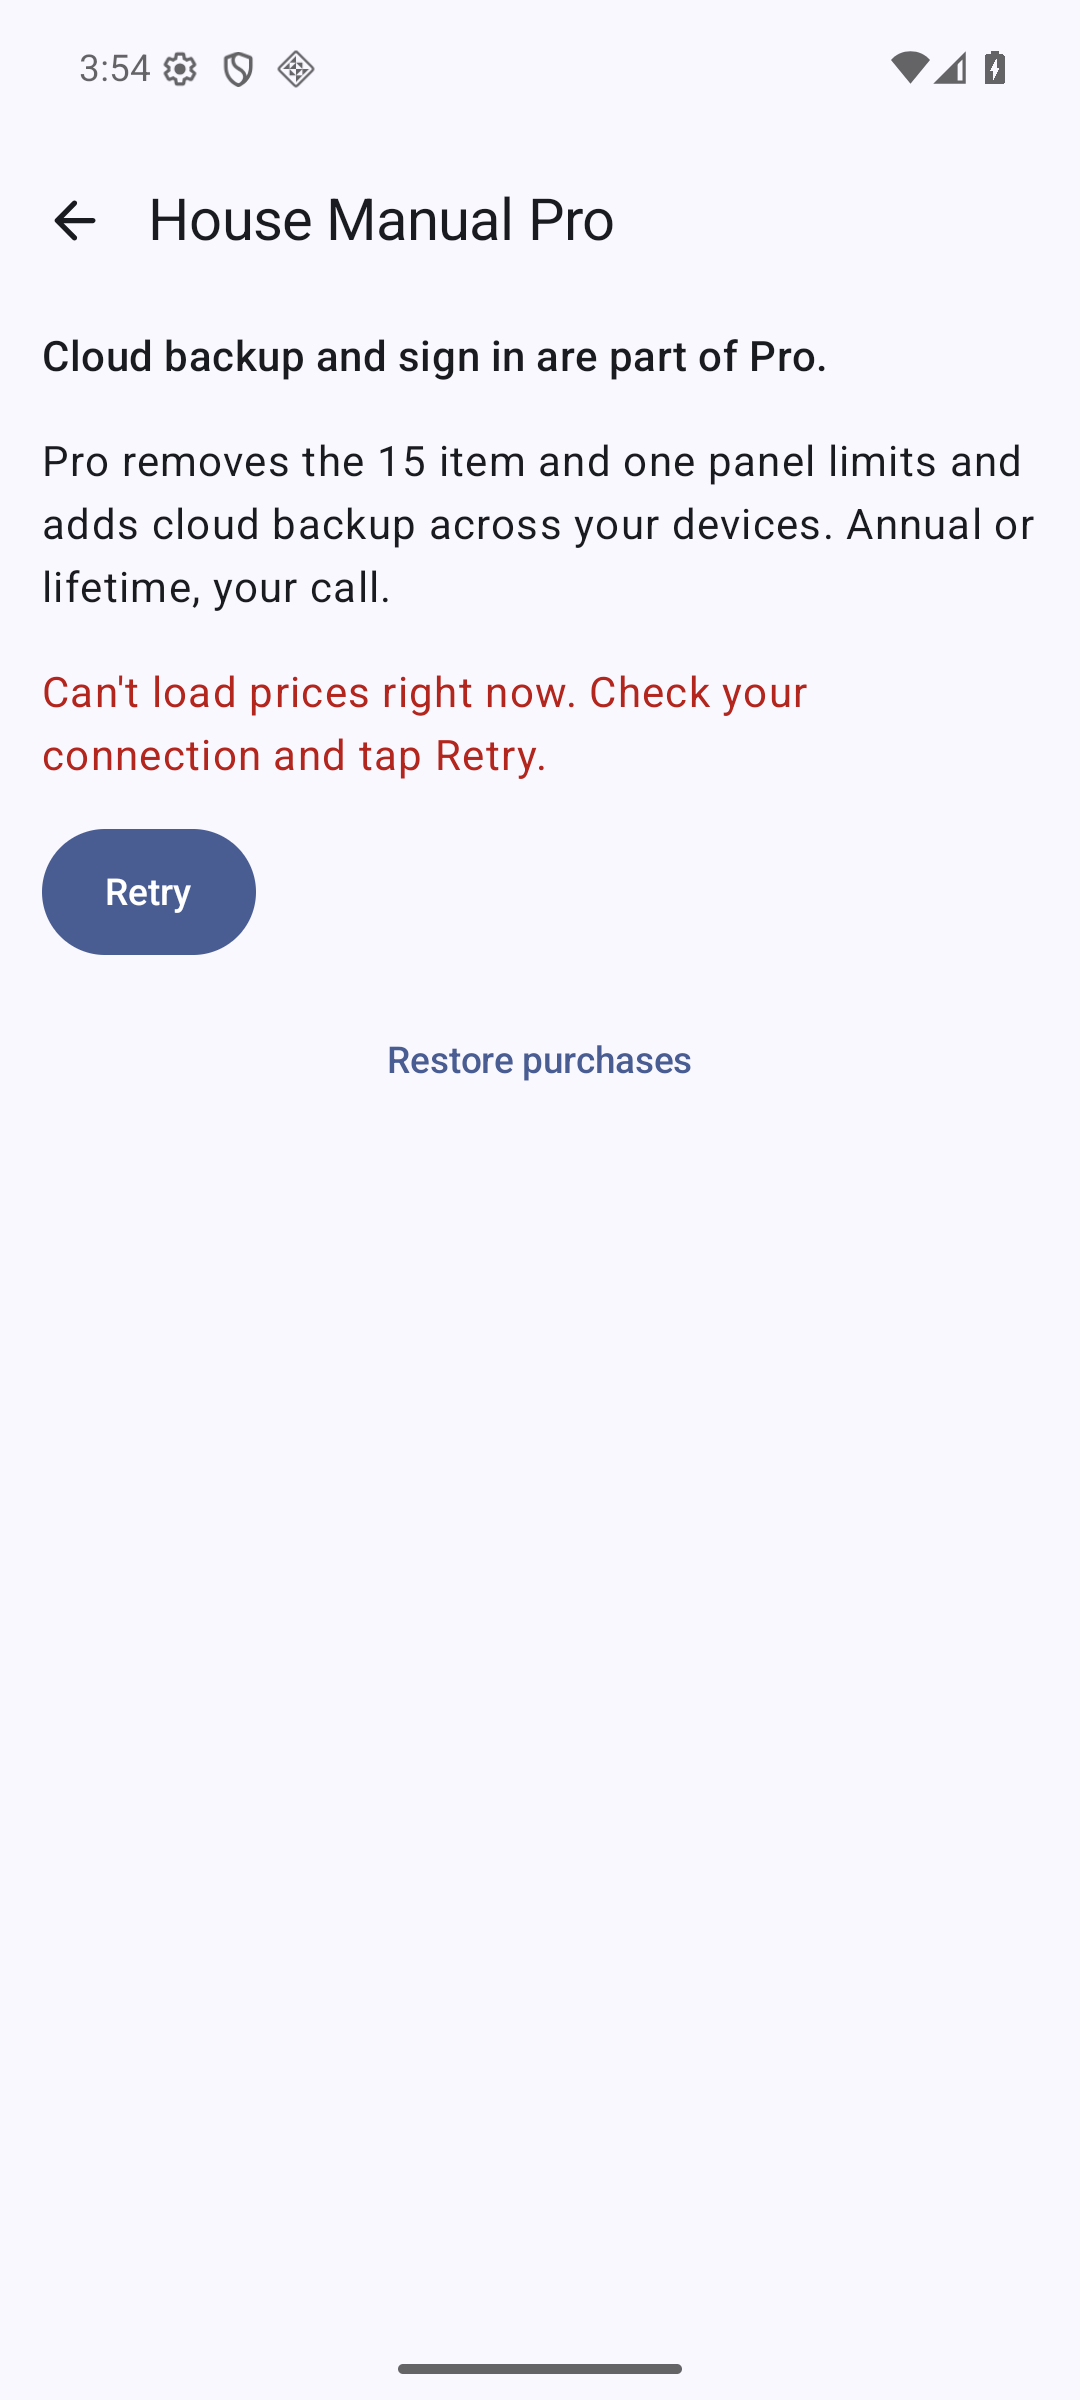 3:54
House Manual Pro
Cloud backup and sign in are part of Pro.
Pro removes the 15 item and one panel limits and
adds cloud backup across your devices. Annual or
lifetime, your call.
Can't load prices right now. Check your
connection and tap Retry.
Retry
Restore purchases